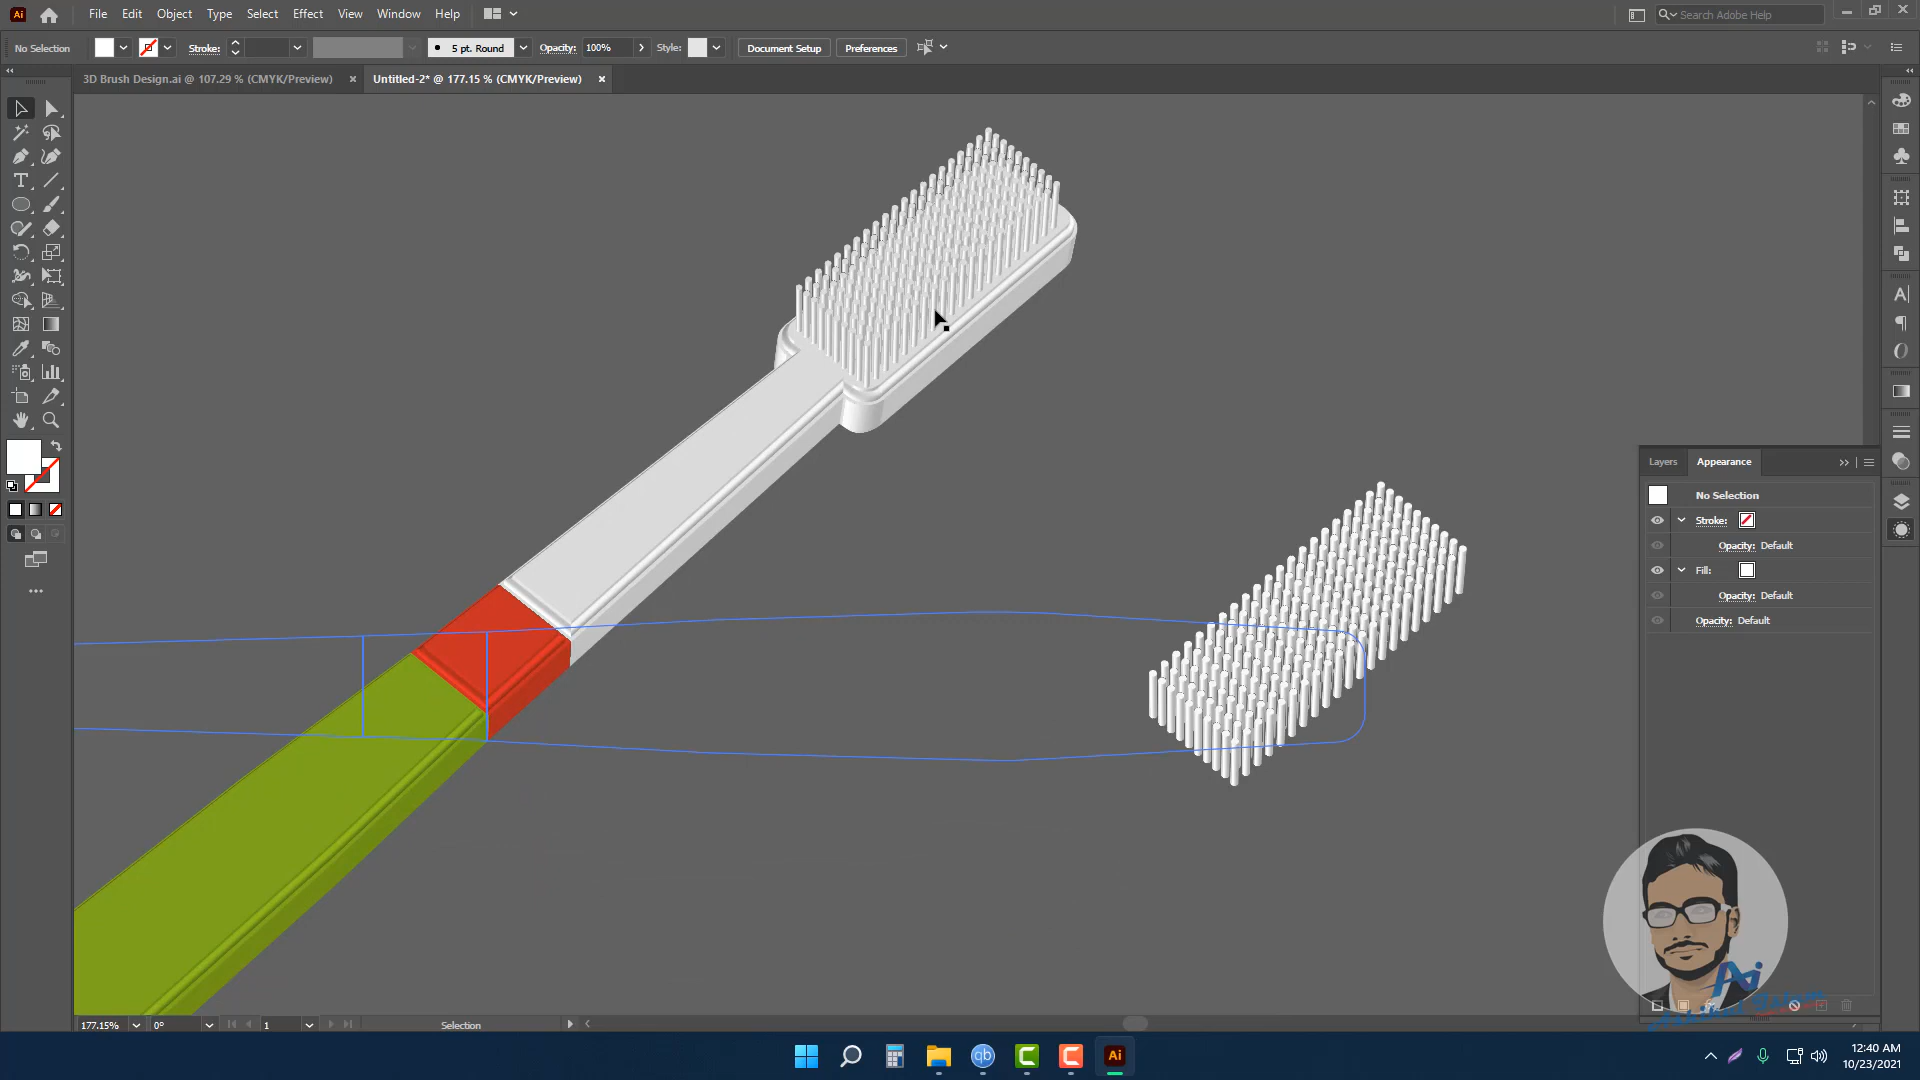 Ai File Edit Object Type Select Effect View Window Help Search Adobe Help
No Selection Stroke: 5 pt. Round Opacity: 100% Style: Document Setup Preferences
3D Brush Design.ai @ 107.29 % (CMYK/Preview) Untitled-2* @ 177.15 % (CMYK/Preview)
Layers Appearance
No Selection
Stroke:
Opacity: Default
Fill:
Opacity: Default
Opacity: Default
177.15% 0° 1 Selection
qb Ai 12:40 AM
10/23/2021